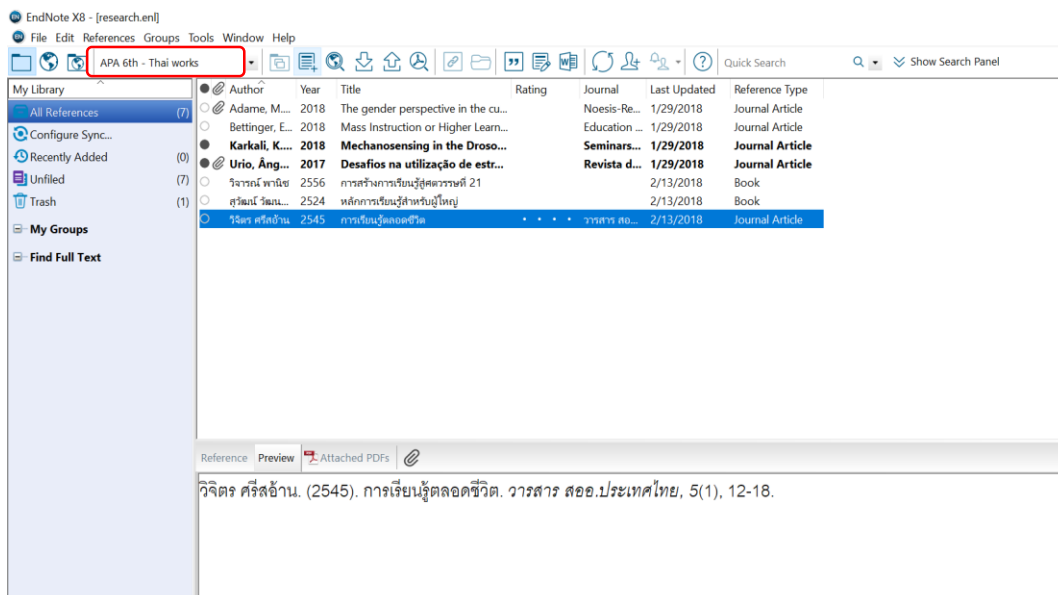 EndNote X8 - [research.enl]
File Edit References Groups Tools Window Help
APA 6th - Thai works Quick Search Show Search Panel
My Library Author Year Title Rating Journal Last Updated Reference Type
All References (7) Adame, M.... 2018 The gender perspective in the cu... Noesis-Re... 1/29/2018 Journal Article
Configure Sync... Bettinger, E... 2018 Mass Instruction or Higher Learn... Education ... 1/29/2018 Journal Article
Karkali, K.... 2018 Mechanosensing in the Droso... Seminars... 1/29/2018 Journal Article
Recently Added (0) Urio, Âng... 2017 Desafios na utilização de estr... Revista d... 1/29/2018 Journal Article
Unfiled (7) วิจารณ์ พานิช 2556 การสร้างการเรียนรู้สู่ศตวรรษที่ 21 2/13/2018 Book
Trash (1) สุวัฒน์ วัฒน... 2524 หลักการเรียนรู้สำหรับผู้ใหญ่ 2/13/2018 Book
วิจิตร ศรีสอ้าน 2545 การเรียนรู้ตลอดชีวิต วารสาร สอ... 2/13/2018 Journal Article
My Groups
Find Full Text
Reference Preview Attached PDFs
วิจิตร ศรีสอ้าน. (2545). การเรียนรู้ตลอดชีวิต. วารสาร สออ.ประเทศไทย, 5(1), 12-18.